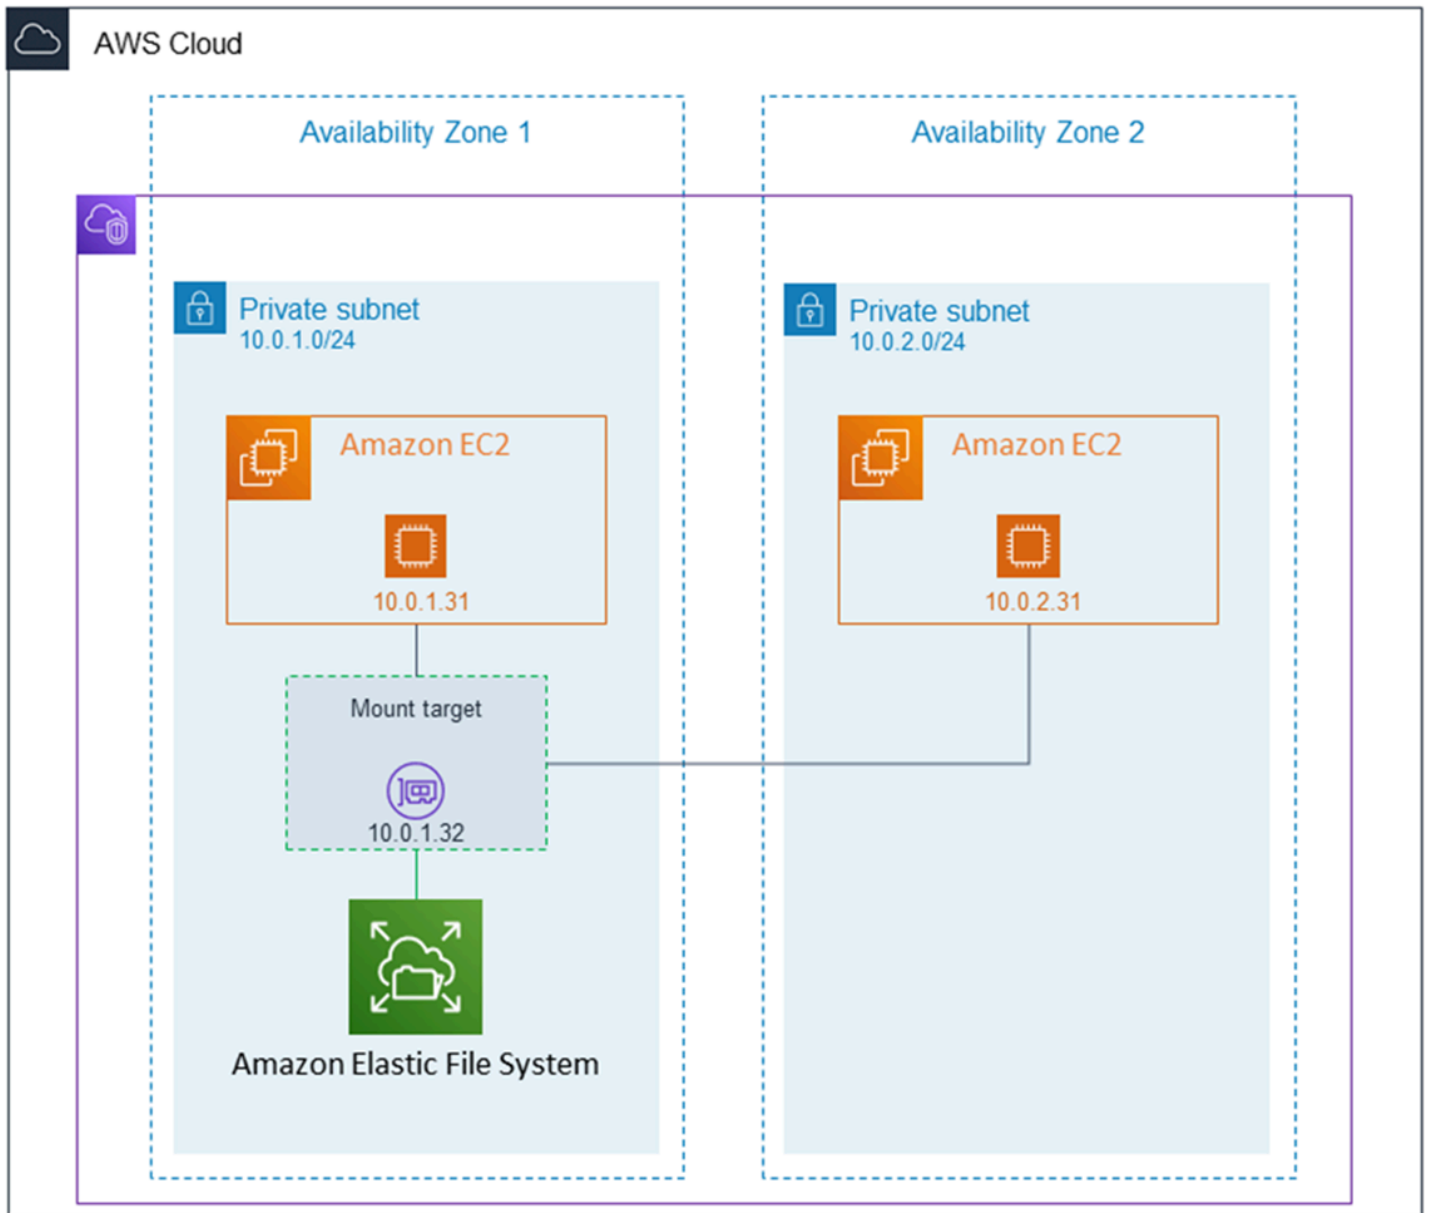 AWS Cloud
Availability Zone 1
Availability Zone 2
Private subnet
10.0.1.0/24
Private subnet
10.0.2.0/24
Amazon EC2
10.0.1.31
Amazon EC2
10.0.2.31
Mount target
10.0.1.32
Amazon Elastic File System